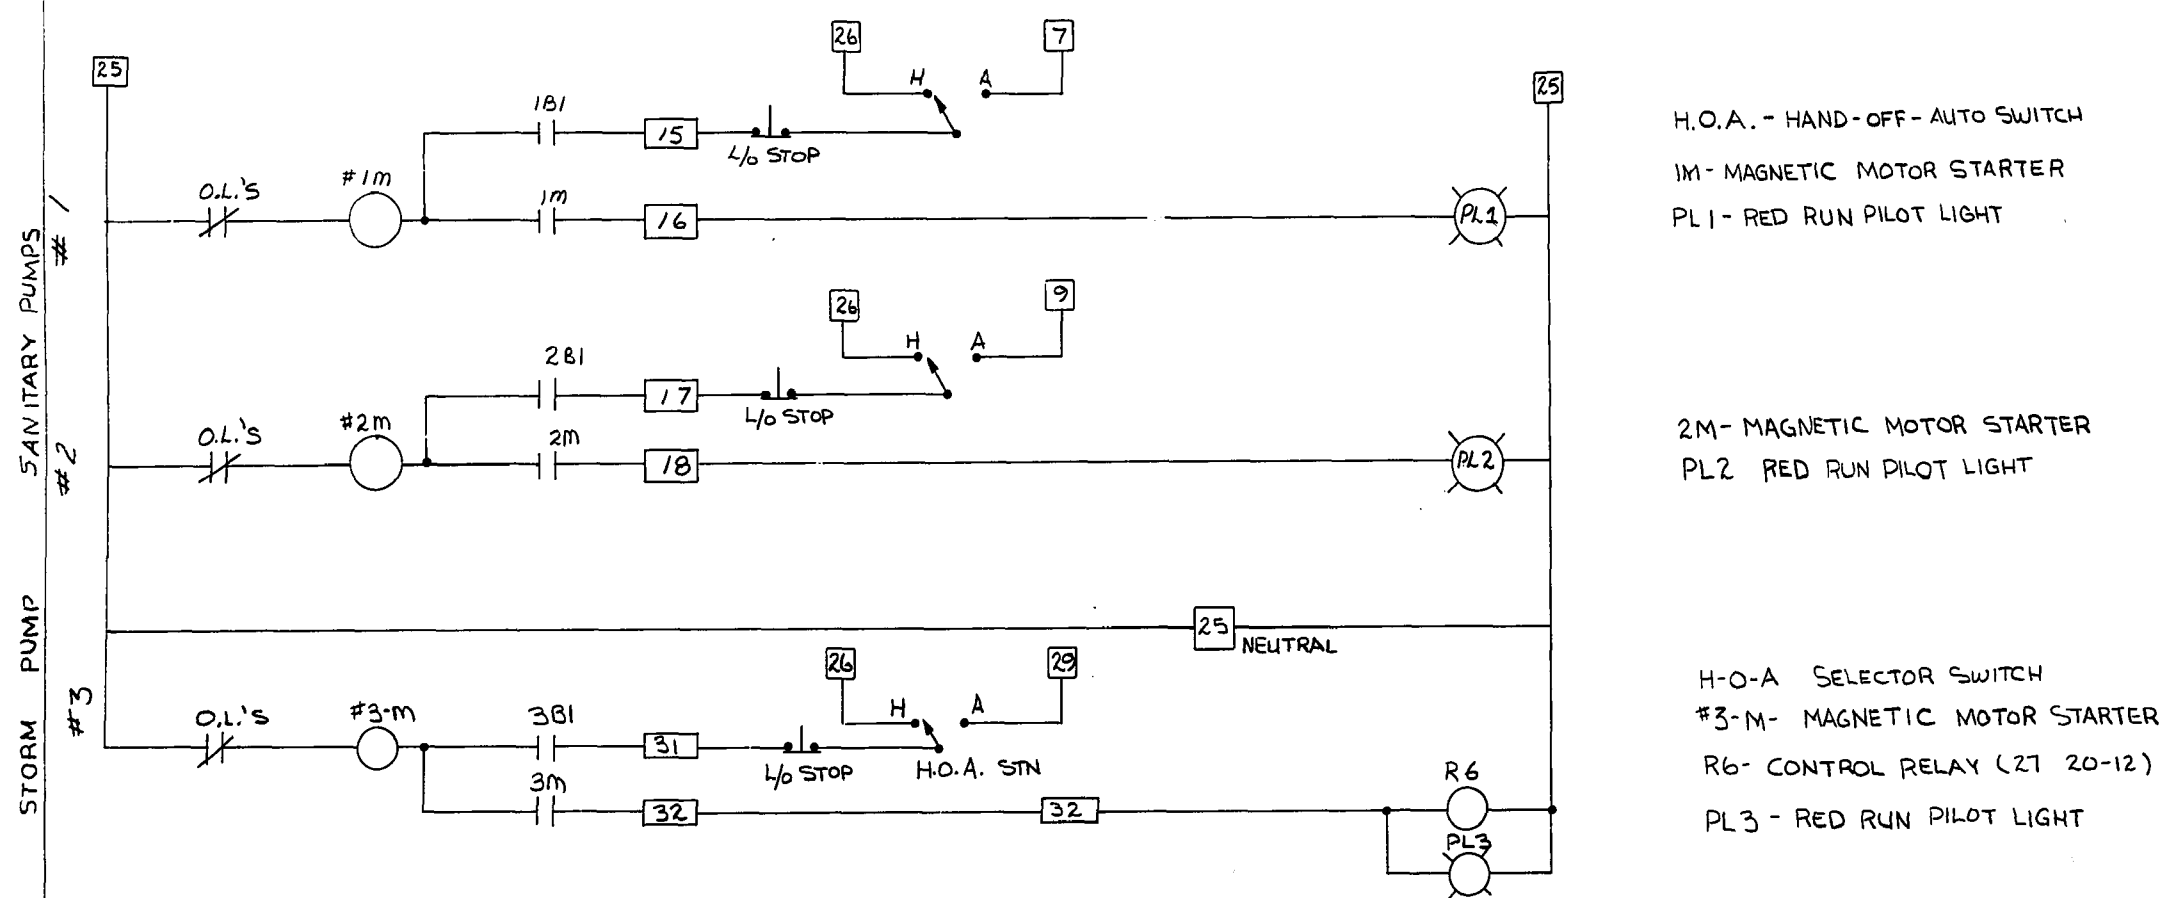 26
7
25
25
H
A
1B1
H.O.A. - HAND-OFF-AUTO SWITCH
15
L/O STOP
1M- MAGNETIC MOTOR STARTER
#1m
O.L.'S
1m
16
PL1
PL1- RED RUN PILOT LIGHT
SANITARY PUMPS
#1
26
9
H
A
2B1
17
L/O STOP
#2m
O.L.'S
2M
18
PL2
2M- MAGNETIC MOTOR STARTER
PL2 RED RUN PILOT LIGHT
#2
25
NEUTRAL
STORM PUMP
#3
26
29
H
A
O.L.'S
#3-m
3B1
31
L/O STOP
H.O.A. STN
3m
32
32
R6
PL3
H-O-A SELECTOR SWITCH
#3-M- MAGNETIC MOTOR STARTER
R6- CONTROL RELAY (27 20-12)
PL3 - RED RUN PILOT LIGHT